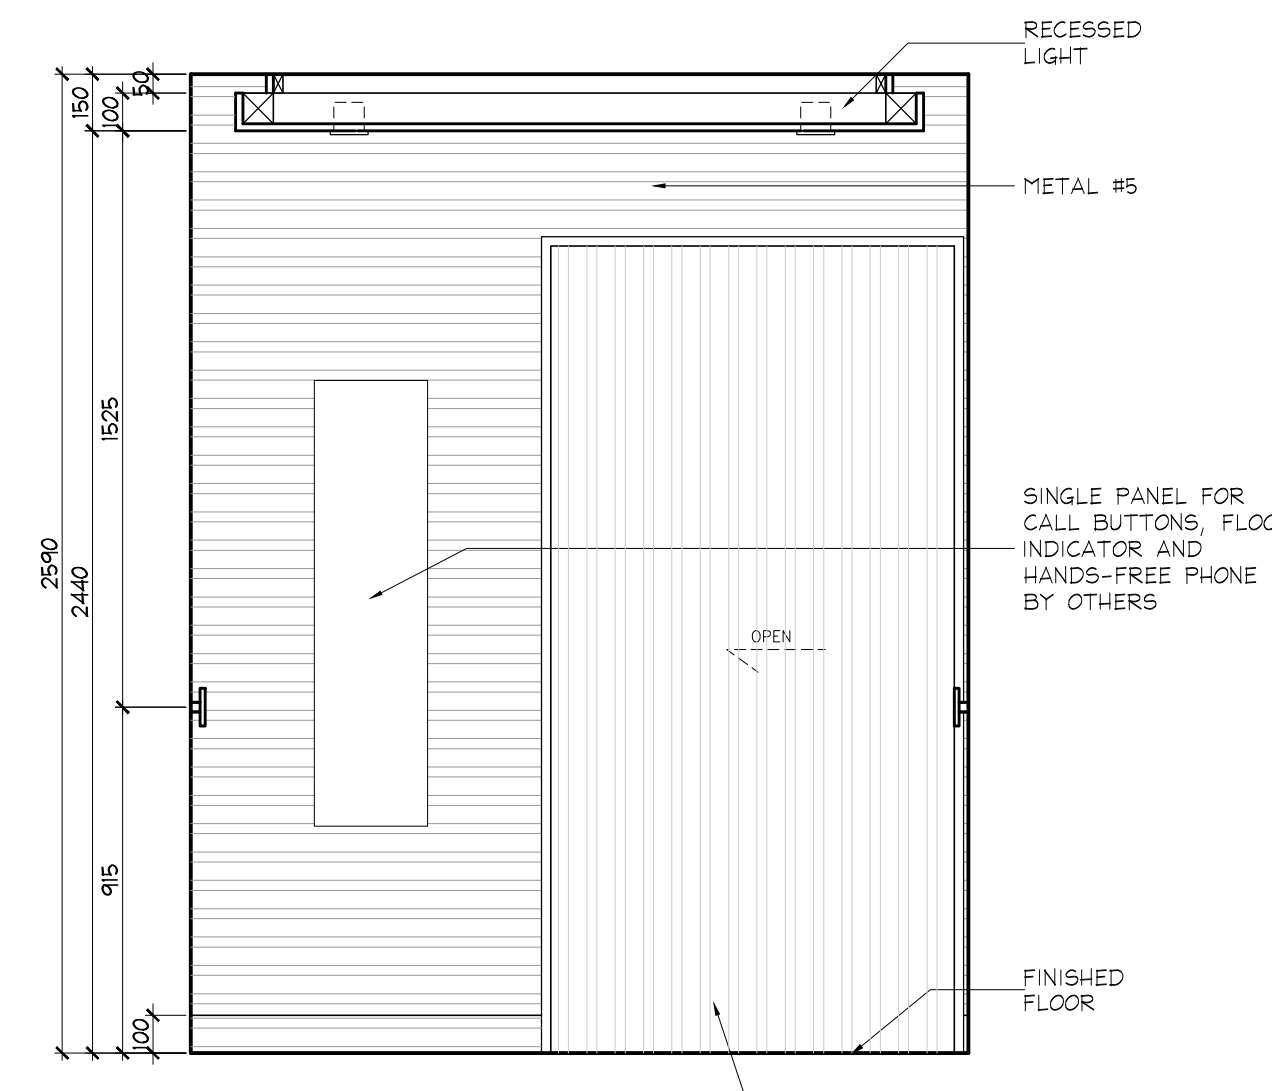 RECESSED
LIGHT
50
150
100
METAL #5
1525
SINGLE PANEL FOR
CALL BUTTONS, FLOO
INDICATOR AND
HANDS-FREE PHONE
BY OTHERS
2590
2440
OPEN
915
FINISHED
FLOOR
100